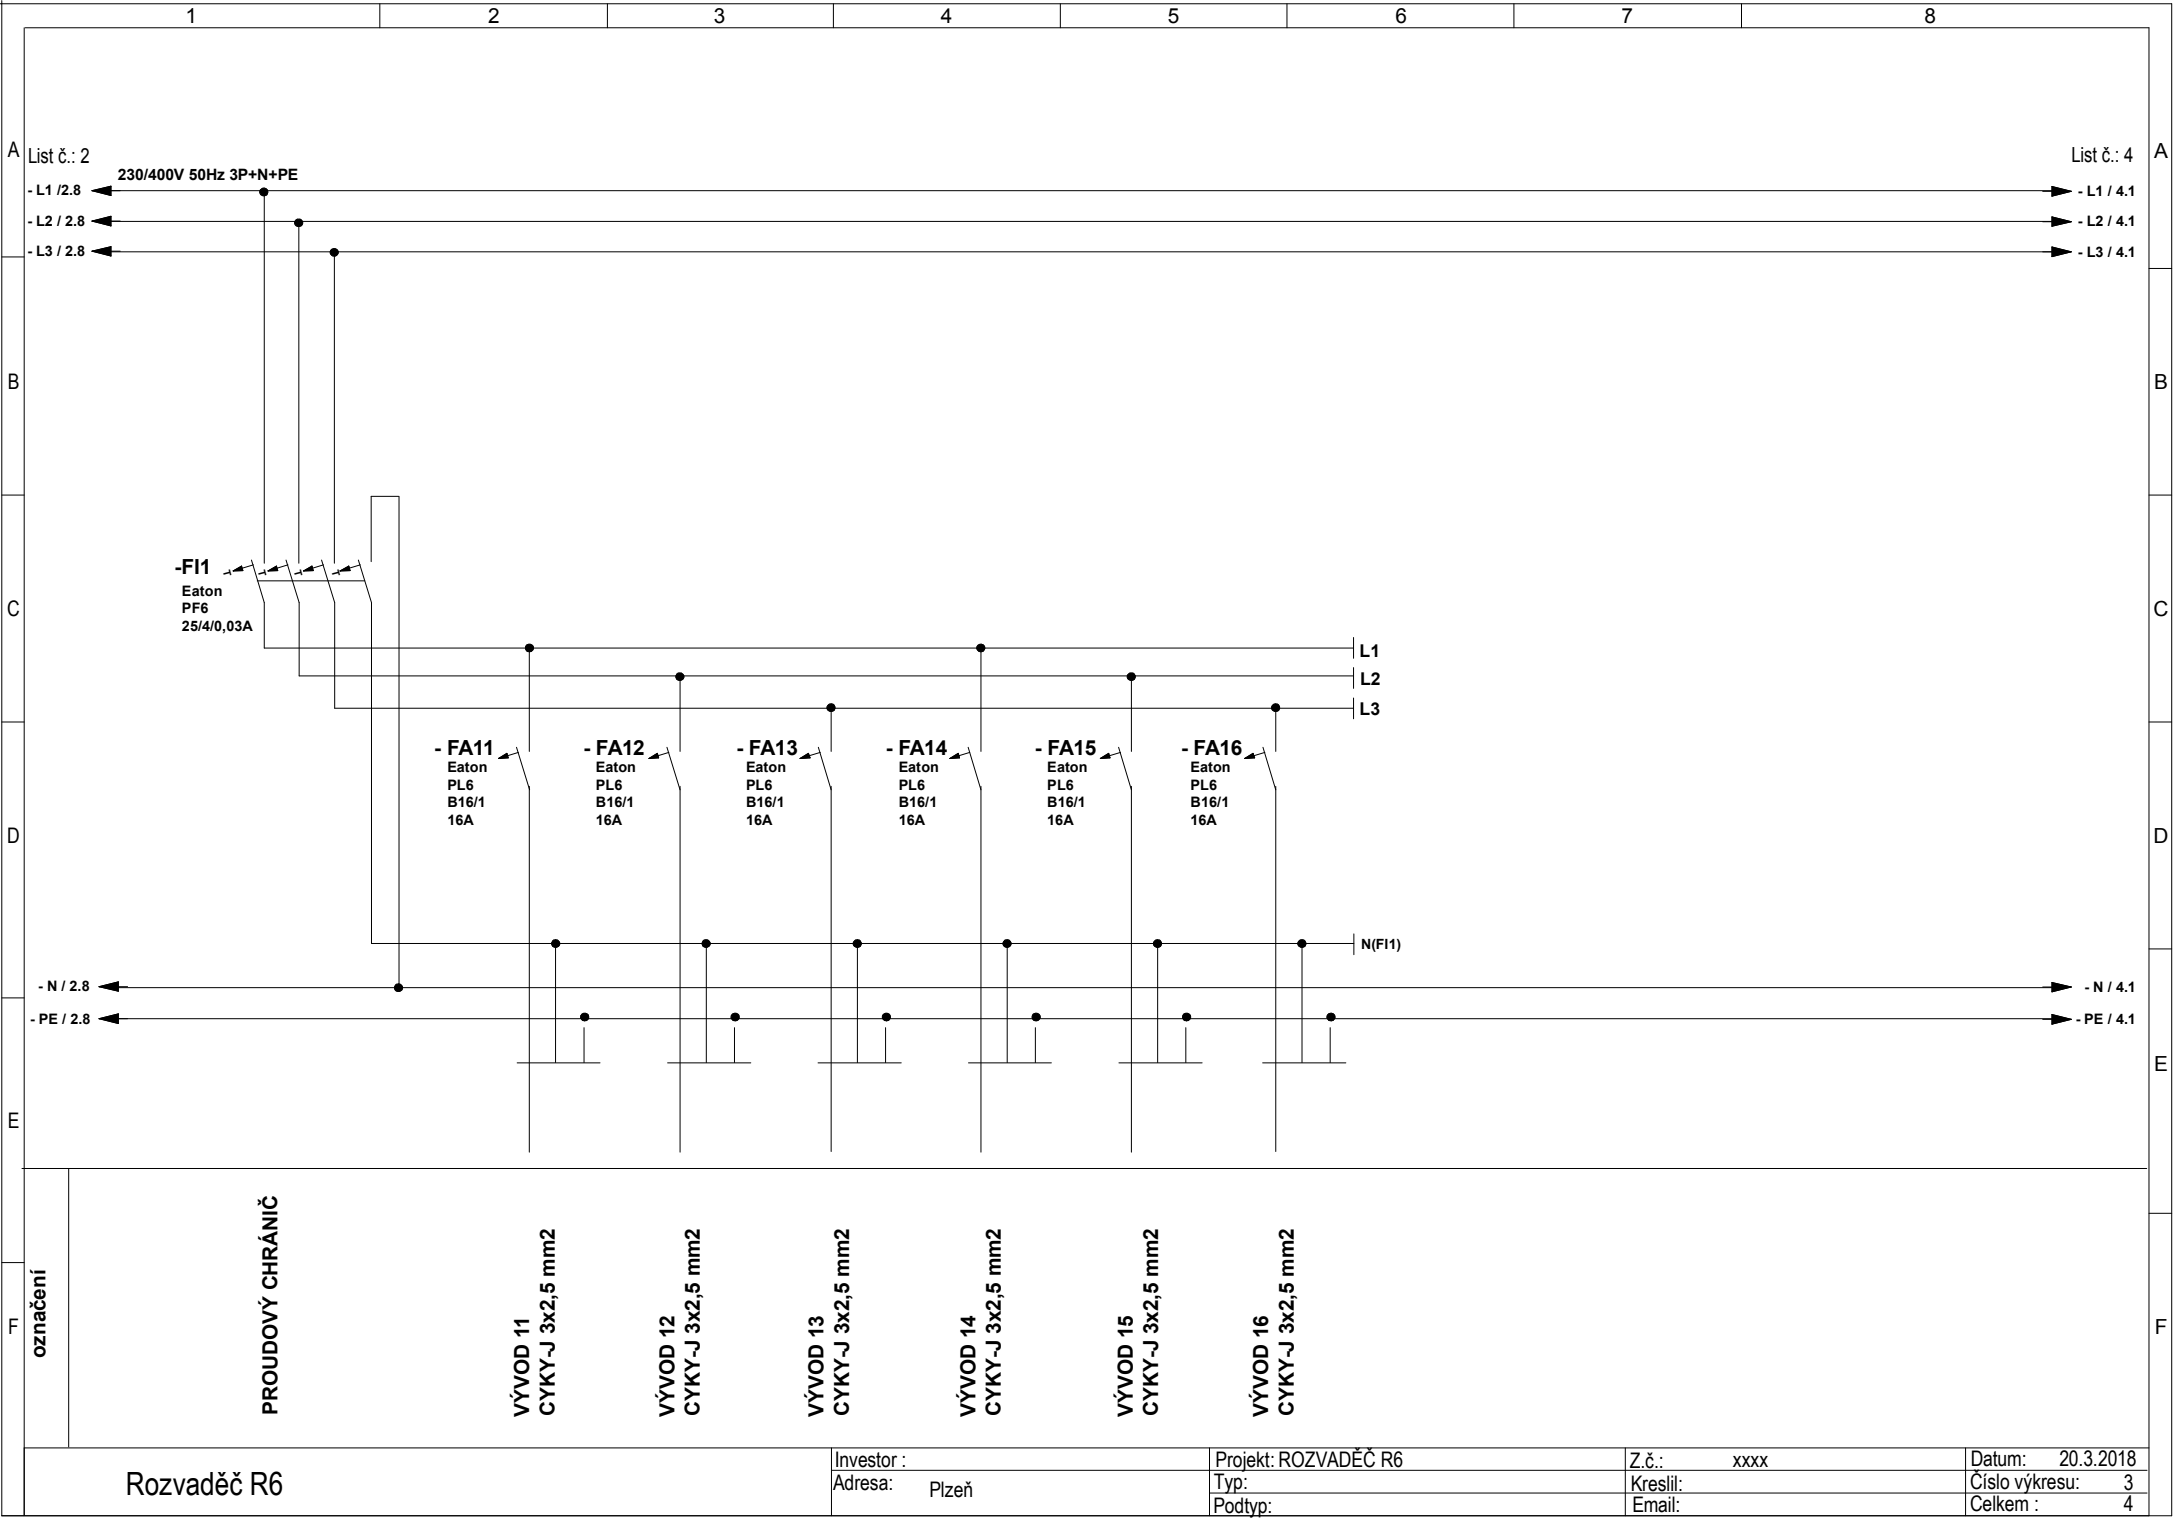 1 2 3 4 5 6 7 8
A A
List č.: 2 List č.: 4
230/400V 50Hz 3P+N+PE
- L1 /2.8 - L1 / 4.1
- L2 / 2.8 - L2 / 4.1
- L3 / 2.8 - L3 / 4.1
B B
-FI1
Eaton
PF6
25/4/0,03A
C C
L1
L2
L3
- FA11 - FA12 - FA13 - FA14 - FA15 - FA16
Eaton Eaton Eaton Eaton Eaton Eaton
PL6 PL6 PL6 PL6 PL6 PL6
B16/1 B16/1 B16/1 B16/1 B16/1 B16/1
16A 16A 16A 16A 16A 16A
D D
N(FI1)
- N / 2.8 - N / 4.1
- PE / 2.8 - PE / 4.1
E E
označení
PROUDOVÝ CHRÁNIČ
VÝVOD 11
CYKY-J 3x2,5 mm2
VÝVOD 12
CYKY-J 3x2,5 mm2
VÝVOD 13
CYKY-J 3x2,5 mm2
VÝVOD 14
CYKY-J 3x2,5 mm2
VÝVOD 15
CYKY-J 3x2,5 mm2
VÝVOD 16
CYKY-J 3x2,5 mm2
F F
Rozvaděč R6
Investor :
Adresa: Plzeň
Projekt: ROZVADĚČ R6
Typ:
Podtyp:
Z.č.: xxxx
Kreslil:
Email:
Datum: 20.3.2018
Číslo výkresu: 3
Celkem : 4